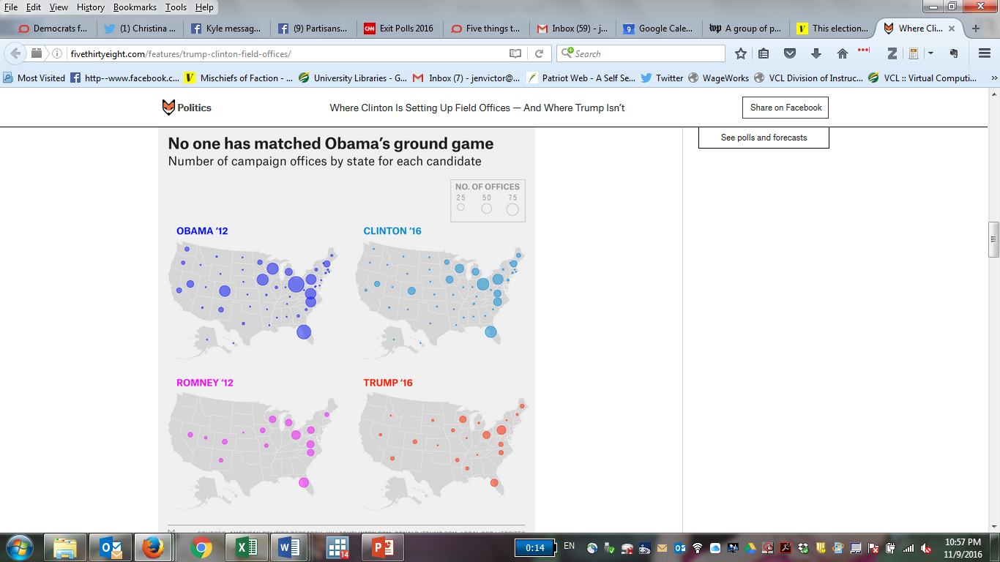 File Edit View History Bookmarks Tools Help
Democrats f... (1) Christina ... Kyle messag... (9) Partisans... CNN Exit Polls 2016 Five things t... Inbox (59) - j... 9 Google Cale... wp A group of p... V This election... Where Cli...
fivethirtyeight.com/features/trump-clinton-field-offices/ Search
Most Visited http--www.facebook.c... V Mischiefs of Faction - ... University Libraries - G... Inbox (7) - jenvictor@... Patriot Web - A Self Se... Twitter WageWorks VCL Division of Instruc... VCL :: Virtual Computi...
Politics Where Clinton Is Setting Up Field Offices — And Where Trump Isn’t Share on Facebook
See polls and forecasts
No one has matched Obama’s ground game
Number of campaign offices by state for each candidate
NO. OF OFFICES
25 50 75
OBAMA ‘12 CLINTON ‘16
ROMNEY ‘12 TRUMP ‘16
0:14 EN 10:57 PM
14 11/9/2016